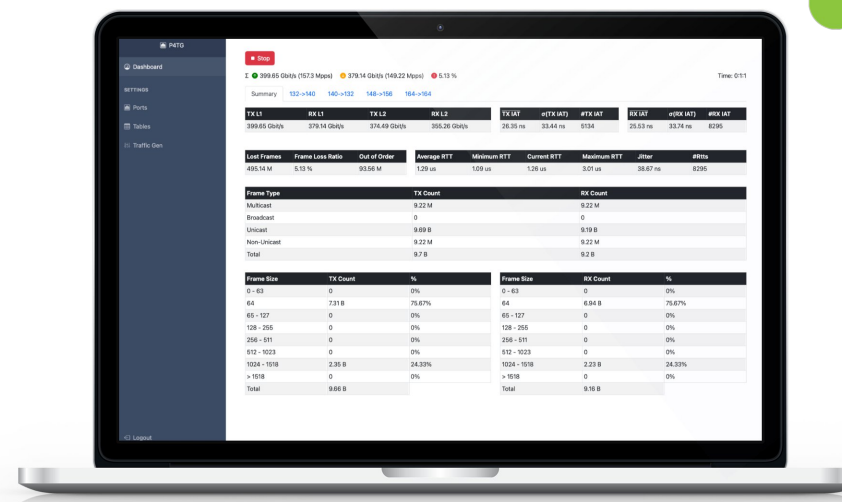 P4TG
Dashboard
SETTINGS
Ports
Tables
Traffic Gen
Logout
Stop
Σ 399.65 Gbit/s (157.3 Mpps) 379.14 Gbit/s (149.22 Mpps) 5.13 % Time: 0:1:1
Summary 132->140 140->132 148->156 164->164
TX L1 RX L1 TX L2 RX L2 TX IAT σ(TX IAT) #TX IAT RX IAT σ(RX IAT) #RX IAT
399.65 Gbit/s 379.14 Gbit/s 374.49 Gbit/s 355.26 Gbit/s 26.35 ns 33.44 ns 5134 25.53 ns 33.74 ns 8295
Lost Frames Frame Loss Ratio Out of Order Average RTT Minimum RTT Current RTT Maximum RTT Jitter #Rtts
495.14 M 5.13 % 93.56 M 1.29 us 1.09 us 1.26 us 3.01 us 38.67 ns 8295
Frame Type TX Count RX Count
Multicast 9.22 M 9.22 M
Broadcast 0 0
Unicast 9.69 B 9.19 B
Non-Unicast 9.22 M 9.22 M
Total 9.7 B 9.2 B
Frame Size TX Count % Frame Size RX Count %
0 - 63 0 0% 0 - 63 0 0%
64 7.31 B 75.67% 64 6.94 B 75.67%
65 - 127 0 0% 65 - 127 0 0%
128 - 255 0 0% 128 - 255 0 0%
256 - 511 0 0% 256 - 511 0 0%
512 - 1023 0 0% 512 - 1023 0 0%
1024 - 1518 2.35 B 24.33% 1024 - 1518 2.23 B 24.33%
> 1518 0 0% > 1518 0 0%
Total 9.66 B Total 9.16 B